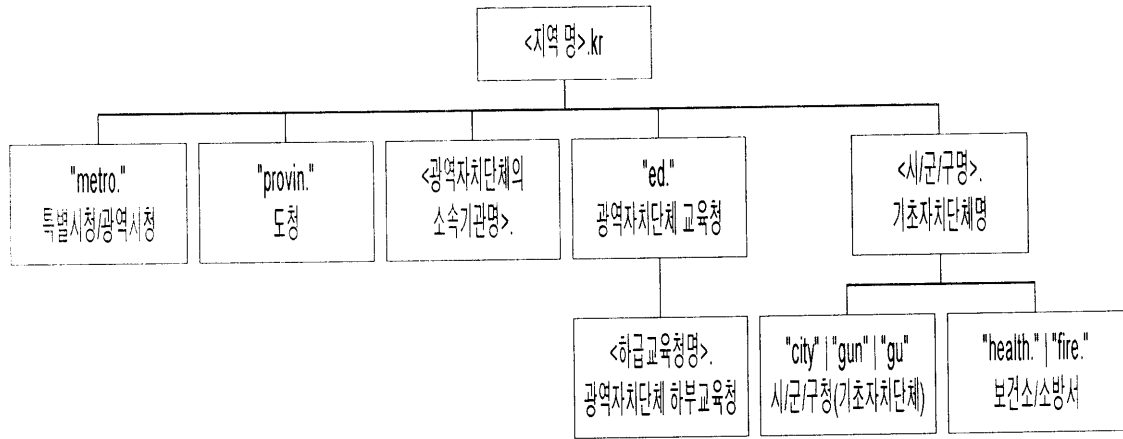 <지역 명>.kr
"metro."
특별시청/광역시청
"provin."
도청
<광역자치단체의
소속기관명>.
"ed."
광역자치단체 교육청
<시/군/구명>.
기초자치단체명
<하급교육청명>.
광역자치단체 하부교육청
"city" | "gun" | "gu"
시/군/구청(기초자치단체)
"health." | "fire."
보건소/소방서